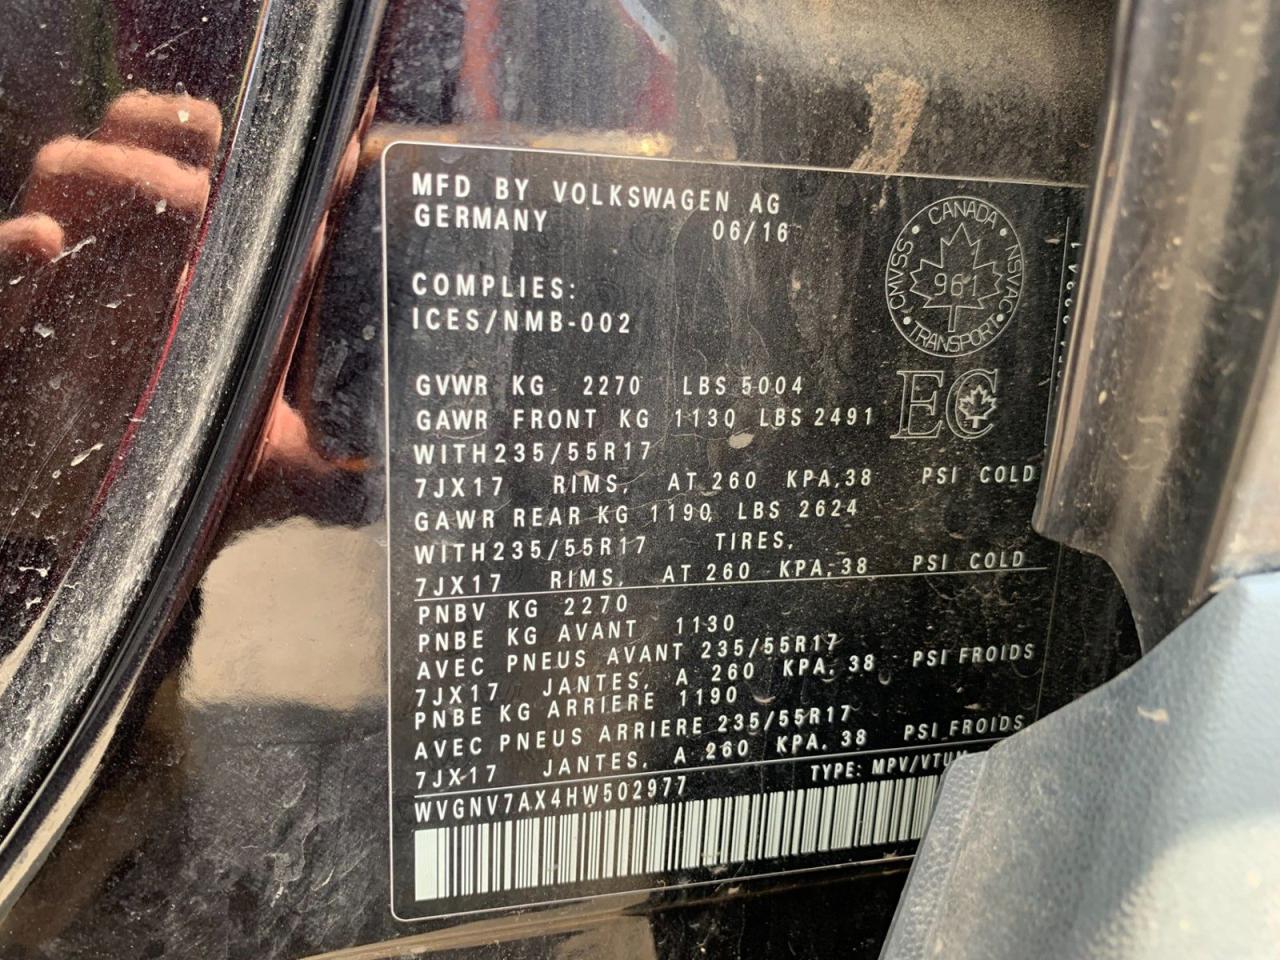 MFD BY VOLKSWAGEN AG
GERMANY 06/16
CANADA
CMVSS
NSVAC
961
TRANSPORT
COMPLIES:
ICES/NMB-002
EC
GVWR KG 2270 LBS 5004
GAWR FRONT KG 1130 LBS 2491
WITH235/55R17
7JX17 RIMS, AT 260 KPA,38 PSI COLD
GAWR REAR KG 1190, LBS 2624
WITH235/55R17 TIRES,
7JX17 RIMS, AT 260 KPA,38 PSI COLD
PNBV KG 2270
PNBE KG AVANT 1130
AVEC PNEUS AVANT 235/55R17
7JX17 JANTES, A 260 KPA, 38 PSI FROIDS
PNBE KG ARRIERE 1190
AVEC PNEUS ARRIERE 235/55R17
7JX17 JANTES, A 260 KPA, 38 PSI FROIDS
WVGNV7AX4HW502977 TYPE: MPV/VTUM